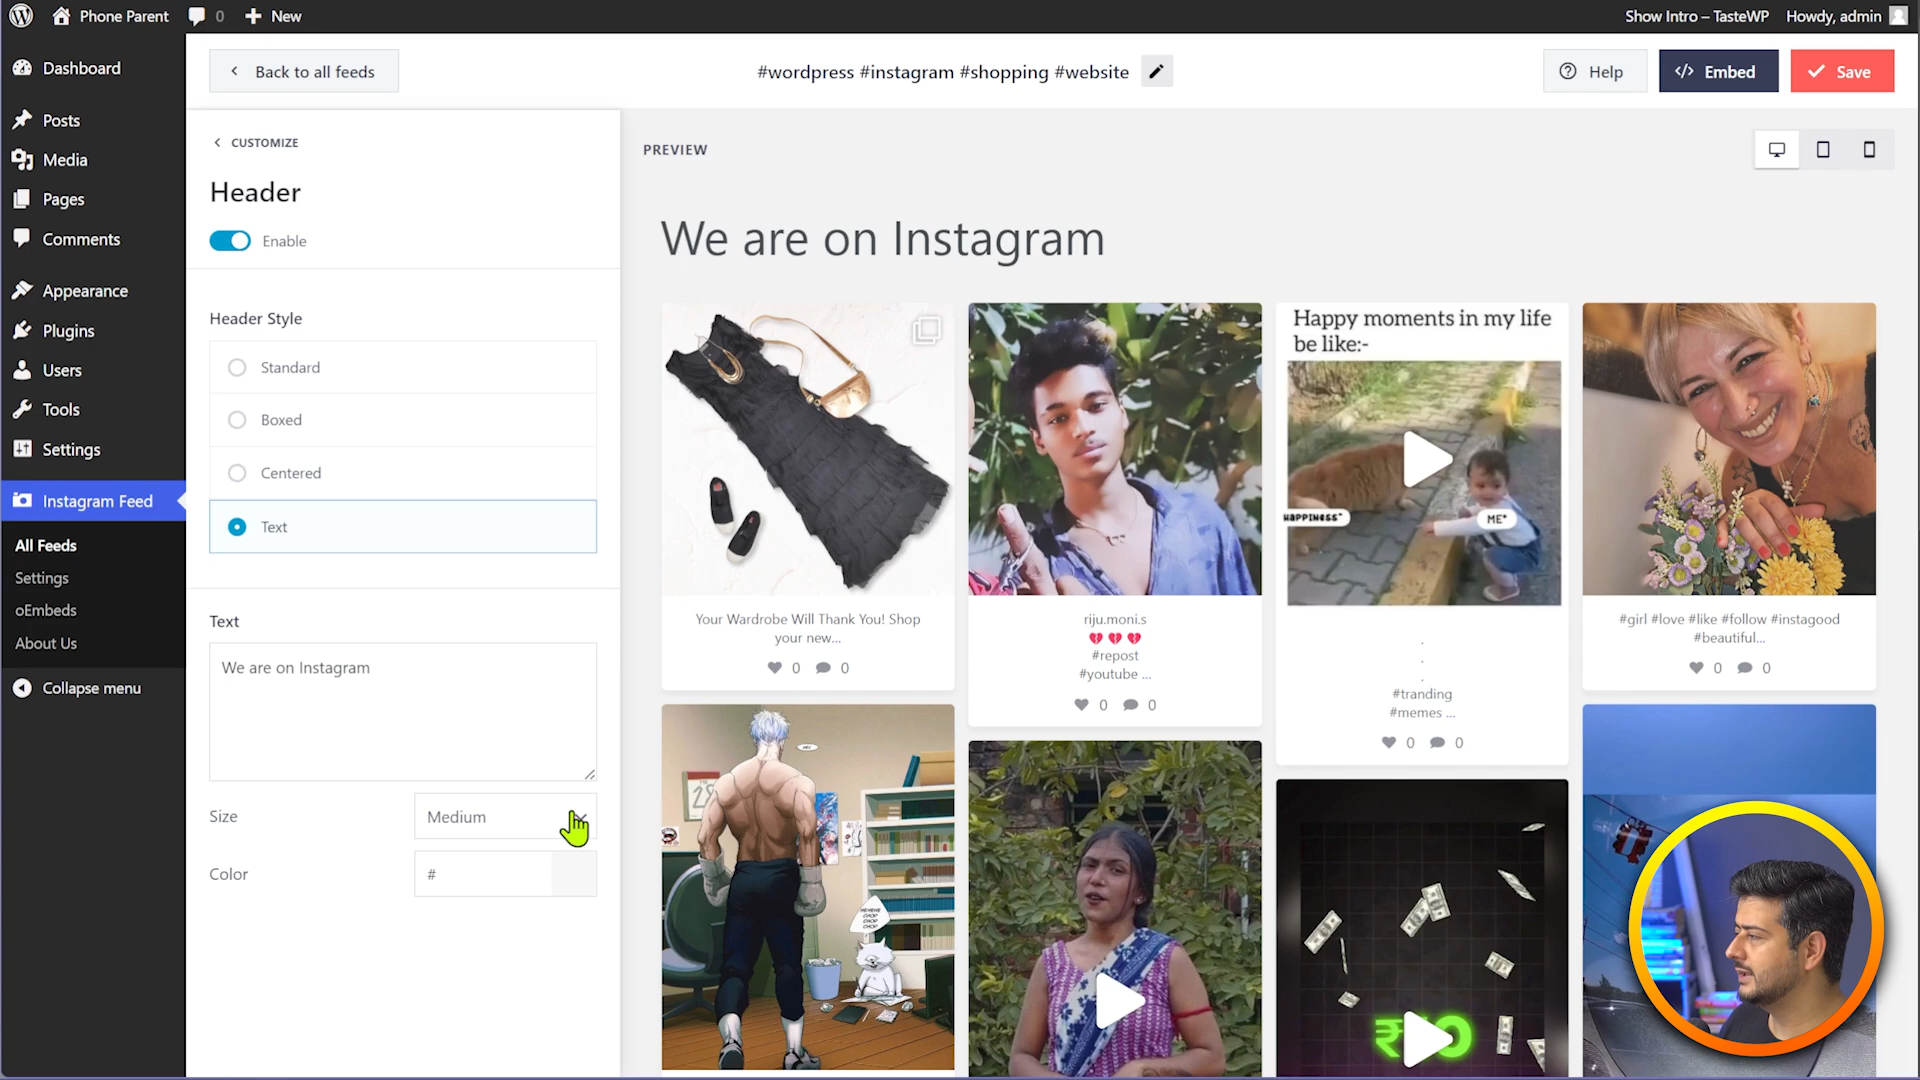 Phone Parent
0
New
Show Intro – TasteWP
Howdy, admin
Dashboard
Posts
Media
Pages
Comments
Appearance
Plugins
Users
Tools
Settings
Instagram Feed
All Feeds
Settings
oEmbeds
About Us
Collapse menu
Back to all feeds
#wordpress #instagram #shopping #website
Help
</> Embed
Save
CUSTOMIZE
Header
Enable
Header Style
Standard
Boxed
Centered
Text
Text
We are on Instagram
Size
Medium
Color
#
PREVIEW
We are on Instagram
Your Wardrobe Will Thank You! Shop
your new...
0 0
riju.moni.s
💔 💔 💔
#repost
#youtube ...
0 0
Happy moments in my life
be like:-
HAPPINESS"
ME"
.
.
.
#tranding
#memes ...
0 0
#girl #love #like #follow #instagood
#beautiful...
0 0